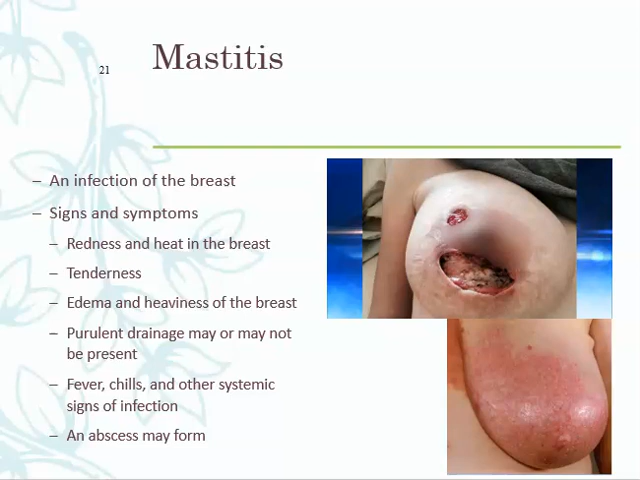 21
Mastitis
– An infection of the breast
– Signs and symptoms
– Redness and heat in the breast
– Tenderness
– Edema and heaviness of the breast
– Purulent drainage may or may not
be present
– Fever, chills, and other systemic
signs of infection
– An abscess may form